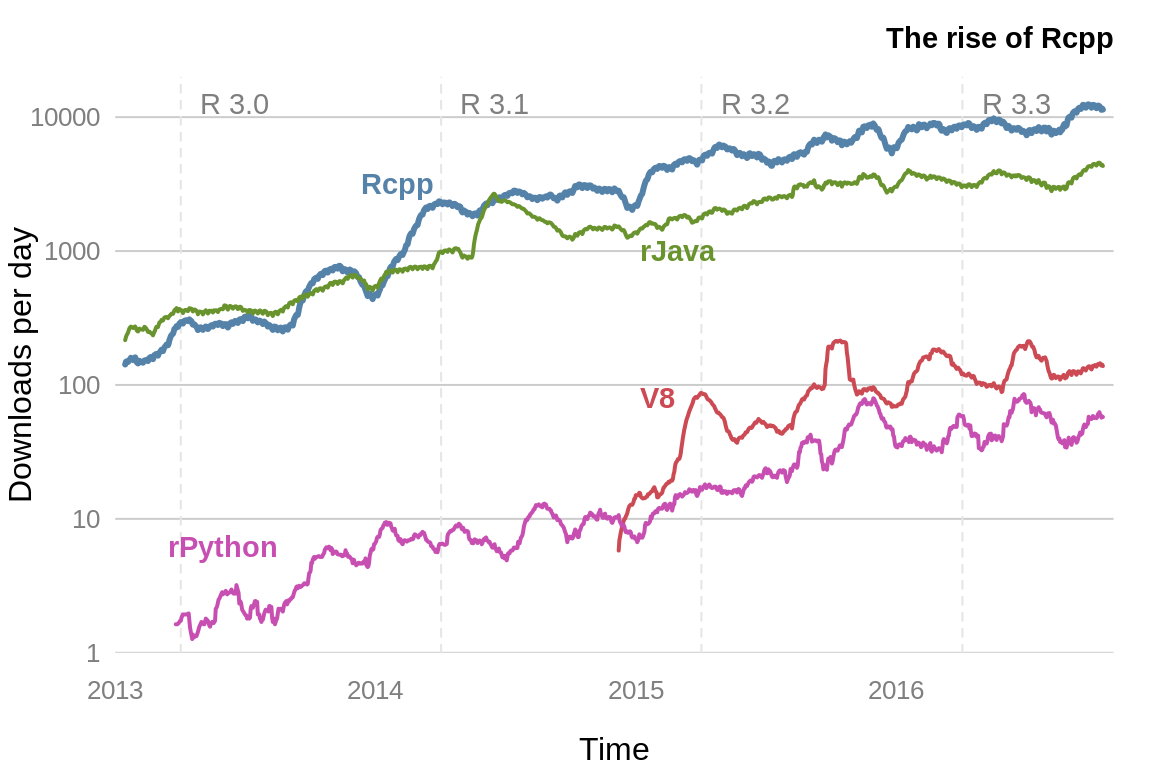 The rise of Rcpp
R 3.0
R 3.1
R 3.2
R 3.3
10000
1000
100
10
1
Downloads per day
Rcpp
rJava
V8
rPython
2013
2014
2015
2016
Time